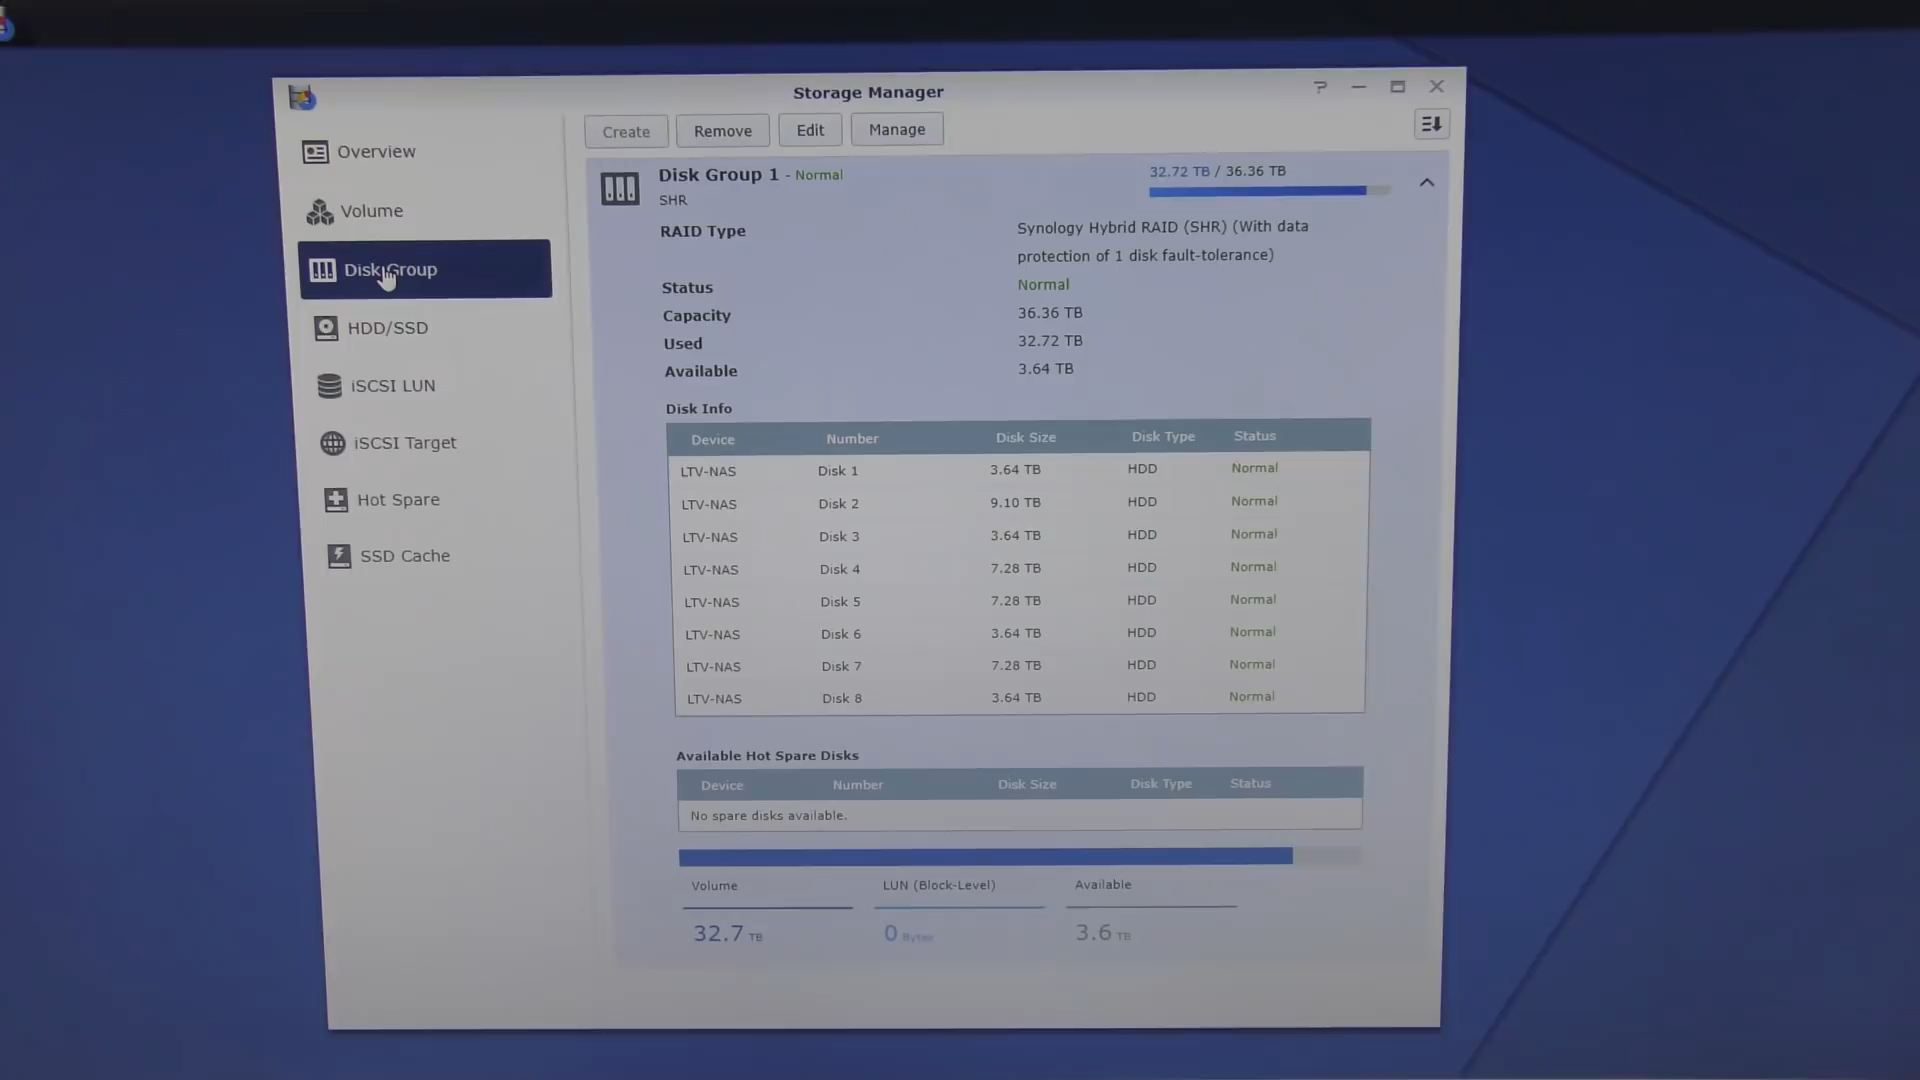 Storage Manager
Overview
Volume
Disk Group
HDD/SSD
iSCSI LUN
iSCSI Target
Hot Spare
SSD Cache
Create Remove Edit Manage
Disk Group 1 - Normal 32.72 TB / 36.36 TB
SHR
RAID Type Synology Hybrid RAID (SHR) (With data
protection of 1 disk fault-tolerance)
Status Normal
Capacity 36.36 TB
Used 32.72 TB
Available 3.64 TB
Disk Info
Device Number Disk Size Disk Type Status
LTV-NAS Disk 1 3.64 TB HDD Normal
LTV-NAS Disk 2 9.10 TB HDD Normal
LTV-NAS Disk 3 3.64 TB HDD Normal
LTV-NAS Disk 4 7.28 TB HDD Normal
LTV-NAS Disk 5 7.28 TB HDD Normal
LTV-NAS Disk 6 3.64 TB HDD Normal
LTV-NAS Disk 7 7.28 TB HDD Normal
LTV-NAS Disk 8 3.64 TB HDD Normal
Available Hot Spare Disks
Device Number Disk Size Disk Type Status
No spare disks available.
Volume LUN (Block-Level) Available
32.7 TB 0 Bytes 3.6 TB